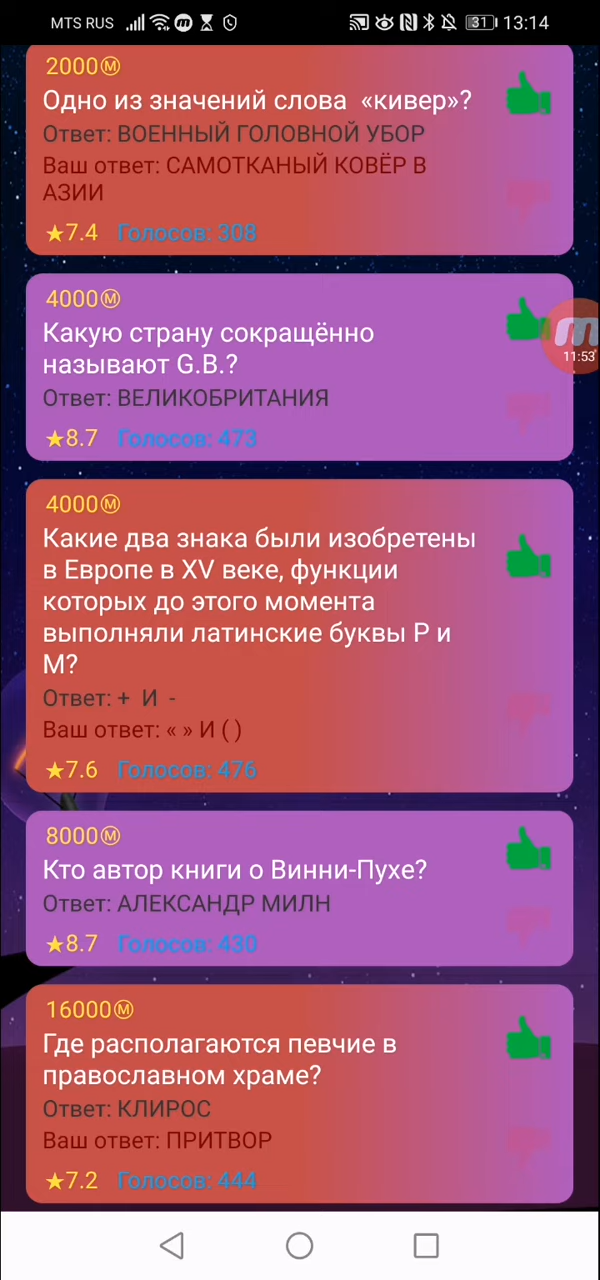 MTS RUS 31 13:14
2000Ⓜ
Одно из значений слова «кивер»?
Ответ: ВОЕННЫЙ ГОЛОВНОЙ УБОР
Ваш ответ: САМОТКАНЫЙ КОВЁР В
АЗИИ
★7.4 Голосов: 308
4000Ⓜ
Какую страну сокращённо
называют G.B.?
11:53
Ответ: ВЕЛИКОБРИТАНИЯ
★8.7 Голосов: 473
4000Ⓜ
Какие два знака были изобретены
в Европе в XV веке, функции
которых до этого момента
выполняли латинские буквы P и
M?
Ответ: + И -
Ваш ответ: « » И ( )
★7.6 Голосов: 476
8000Ⓜ
Кто автор книги о Винни-Пухе?
Ответ: АЛЕКСАНДР МИЛН
★8.7 Голосов: 430
16000Ⓜ
Где располагаются певчие в
православном храме?
Ответ: КЛИРОС
Ваш ответ: ПРИТВОР
★7.2 Голосов: 444